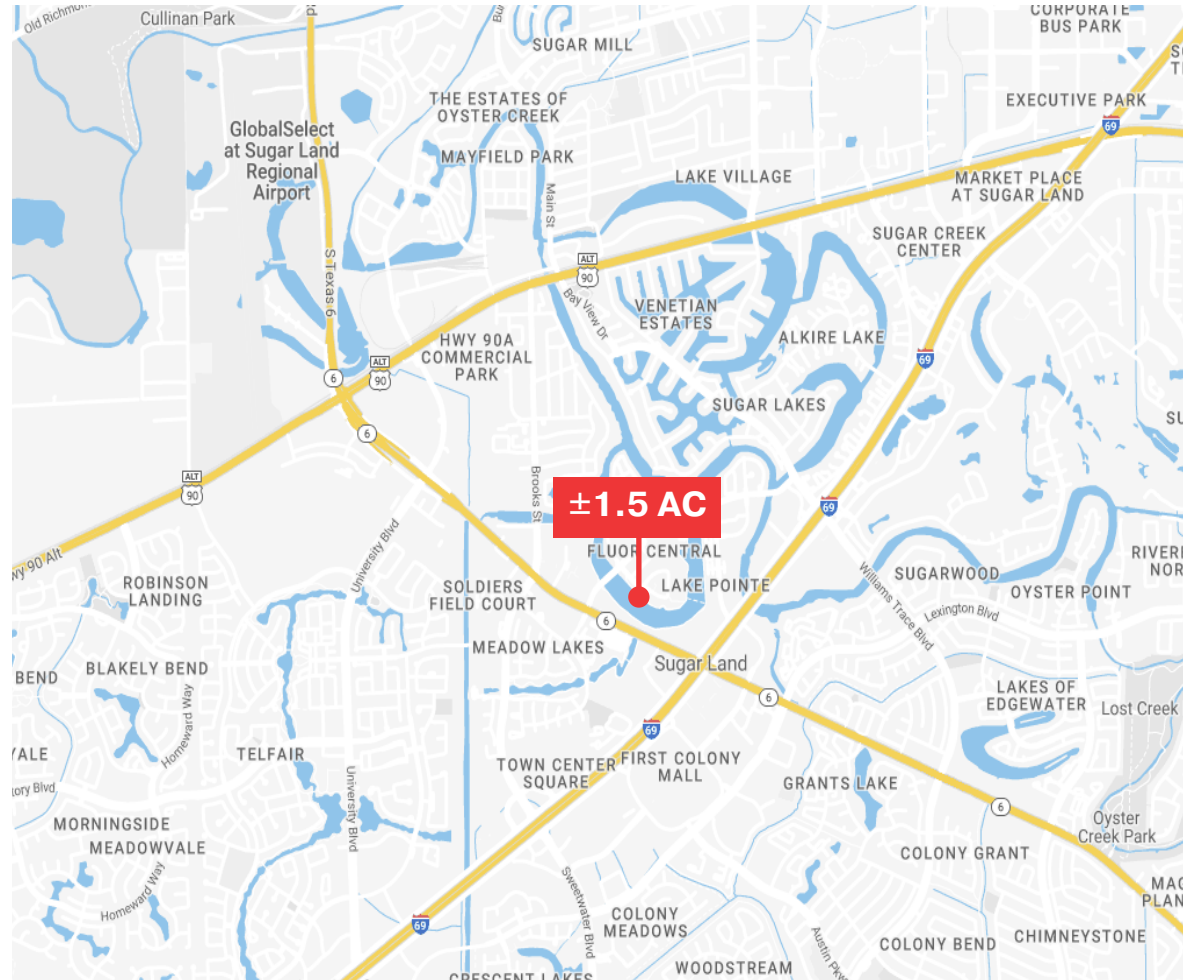 Old Richmond
Cullinan Park
CORPORATE
BUS PARK
SUGAR MILL
THE ESTATES OF
OYSTER CREEK
EXECUTIVE PARK
69
GlobalSelect
at Sugar Land
Regional
Airport
MAYFIELD PARK
LAKE VILLAGE
MARKET PLACE
AT SUGAR LAND
Main St
SUGAR CREEK
CENTER
S Texas 6
ALT
90
Bay View Dr
VENETIAN
ESTATES
ALKIRE LAKE
HWY 90A
COMMERCIAL
PARK
69
ALT
90
6
SUGAR LAKES
6
ALT
90
Brooks St
±1.5 AC
69
University Blvd
FLUOR CENTRAL
wy 90 Alt
ROBINSON
LANDING
SOLDIERS
FIELD COURT
LAKE POINTE
SUGARWOOD
OYSTER POINT
Williams Trace Blvd
Lexington Blvd
6
MEADOW LAKES
Sugar Land
BEND
BLAKELY BEND
6
LAKES OF
EDGEWATER
Lost Creek
Homeward Way
69
TELFAIR
TOWN CENTER
SQUARE
FIRST COLONY
MALL
GRANTS LAKE
University Blvd
6
MORNINGSIDE
MEADOWVALE
Oyster
Creek Park
COLONY GRANT
Homeward Way
Sweetwater Blvd
COLONY
MEADOWS
69
Austin Pkw
COLONY BEND
CHIMNEYSTONE
WOODSTREAM
CRESCENT LAKES